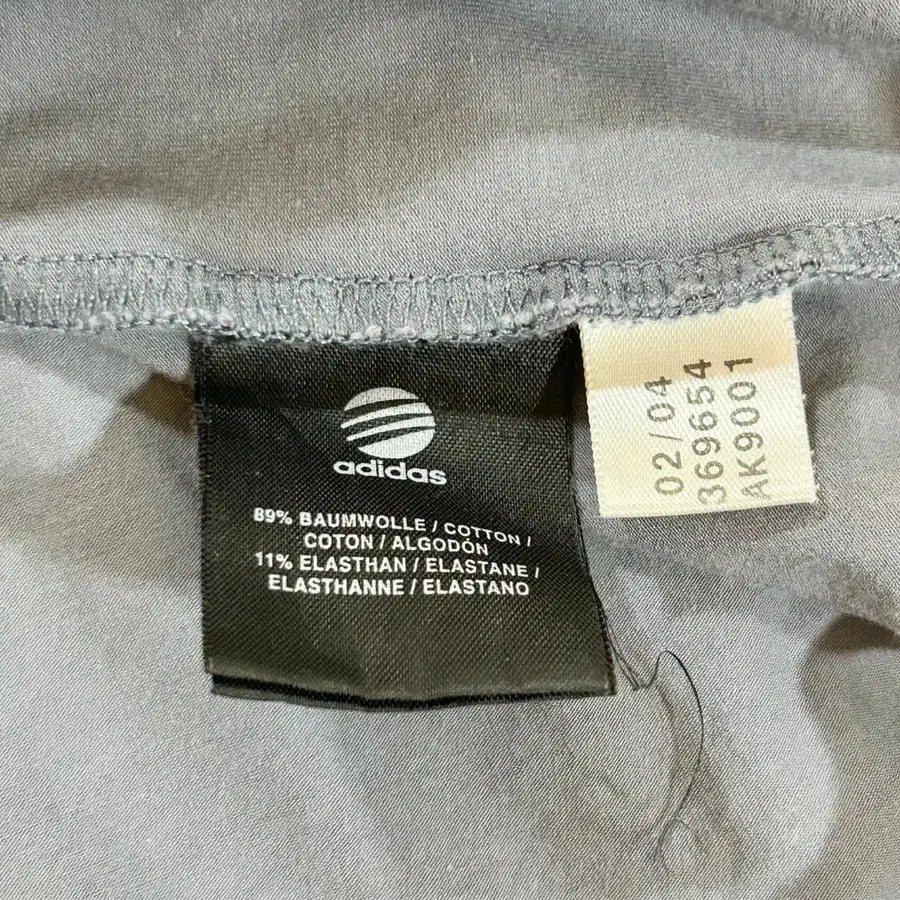 adidas
89% BAUMWOLLE / COTTON /
COTON / ALGODÓN
11% ELASTHAN / ELASTANE /
ELASTHANNE / ELASTANO
02/04
369654
AK9001